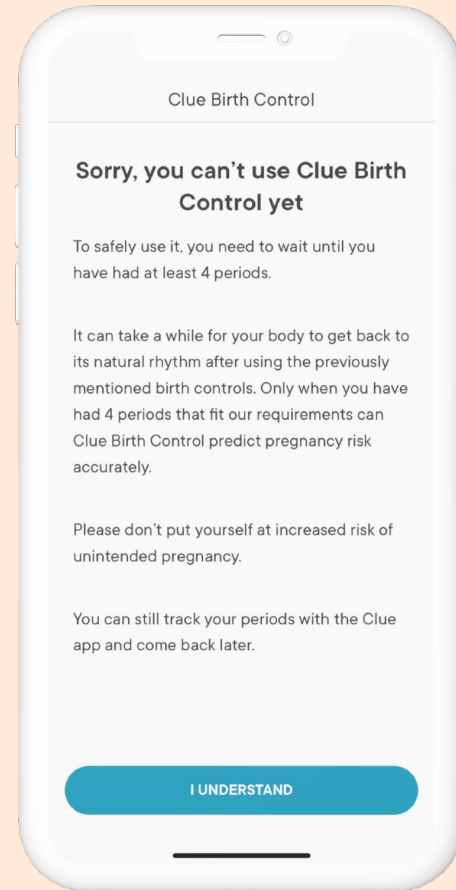 Clue Birth Control
Sorry, you can't use Clue Birth
Control yet
To safely use it, you need to wait until you
have had at least 4 periods.
It can take a while for your body to get back to
its natural rhythm after using the previously
mentioned birth controls. Only when you have
had 4 periods that fit our requirements can
Clue Birth Control predict pregnancy risk
accurately.
Please don't put yourself at increased risk of
unintended pregnancy.
You can still track your periods with the Clue
app and come back later.
I UNDERSTAND